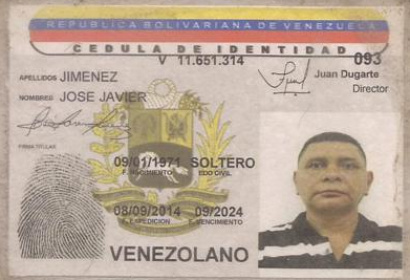 REPUBLICA BOLIVARIANA DE VENEZUELA
CEDULA DE IDENTIDAD
V 11.651.314
093
APELLIDOS JIMENEZ
Juan Dugarte
Director
NOMBRES JOSE JAVIER
FIRMA TITULAR
09/01/1971 SOLTERO
F. NACIMIENTO EDO CIVIL
08/09/2014 09/2024
F. EXPEDICION F. VENCIMIENTO
VENEZOLANO